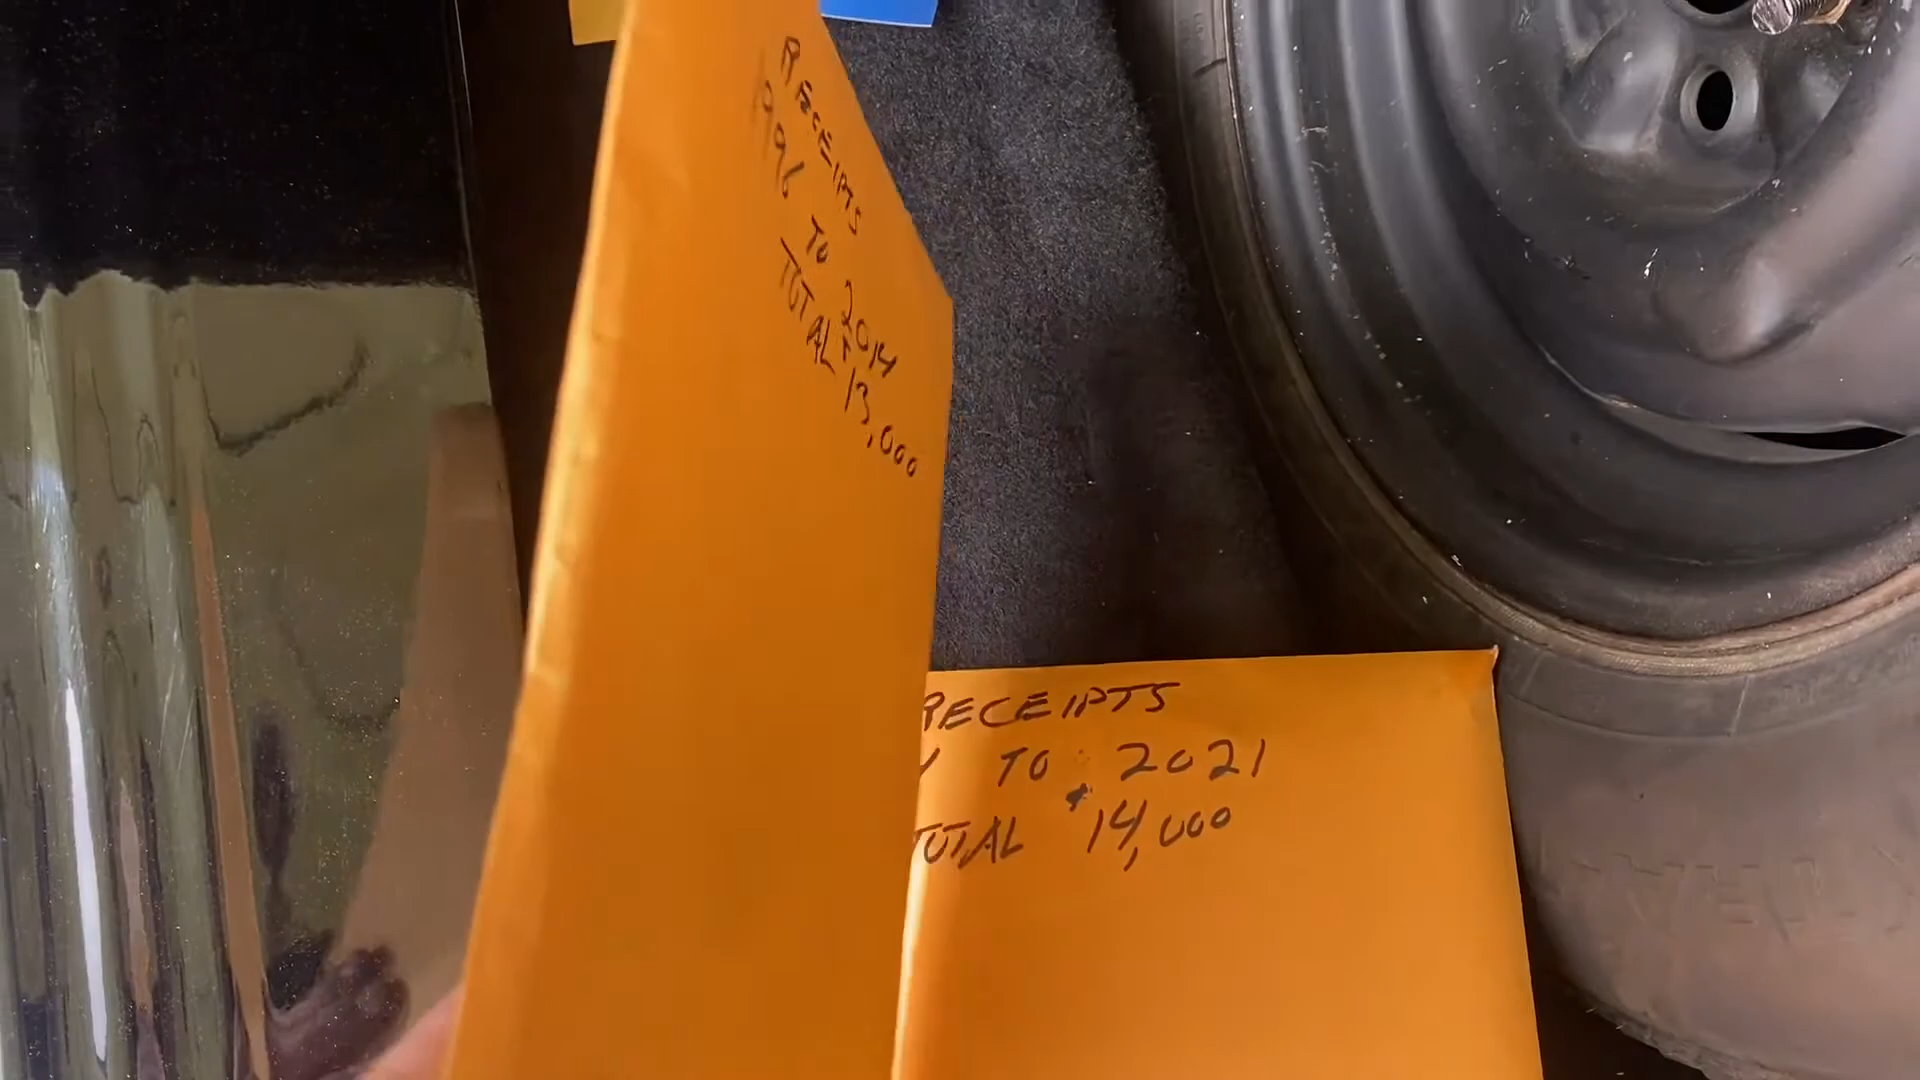 RECEIPTS
1996 TO 2014
TOTAL $13,000
RECEIPTS
TO 2021
TOTAL $14,000